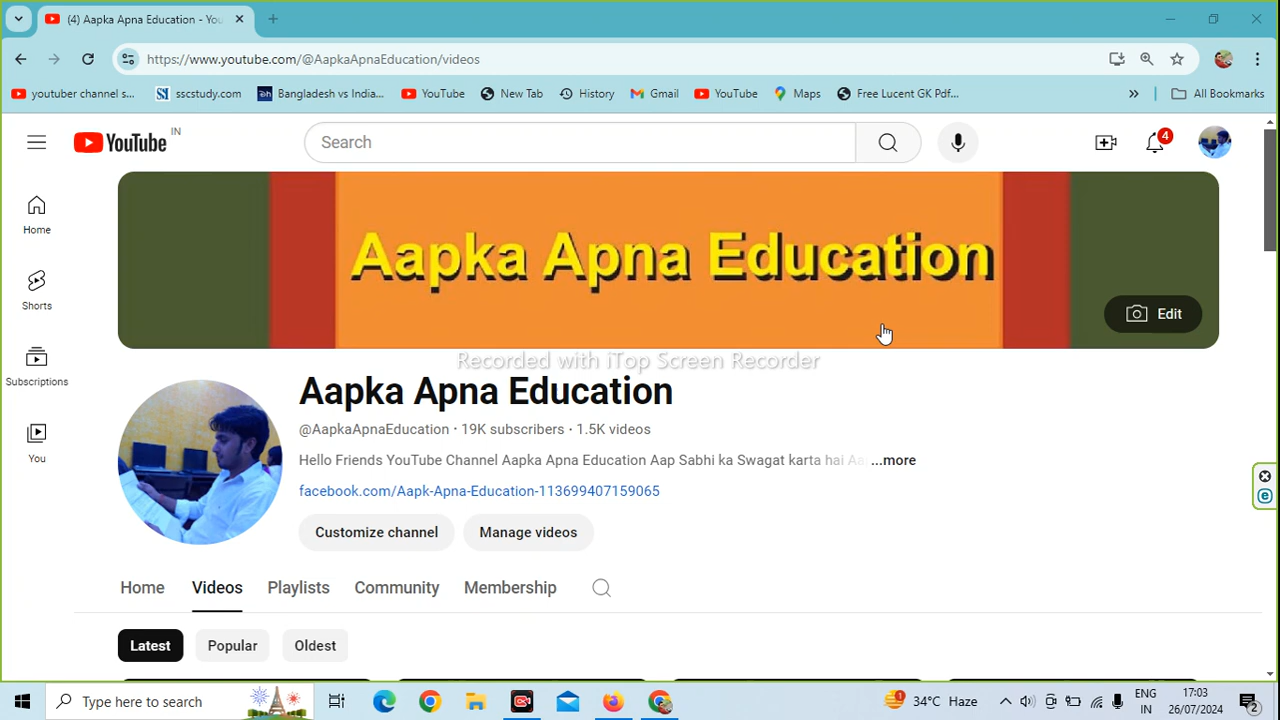 (4) Aapka Apna Education - You
https://www.youtube.com/@AapkaApnaEducation/videos
youtuber channel s...
sscstudy.com
Bangladesh vs India...
YouTube
New Tab
History
Gmail
YouTube
Maps
Free Lucent GK Pdf...
All Bookmarks
YouTube IN
Search
4
Home
Shorts
Subscriptions
You
Aapka Apna Education
Edit
Recorded with iTop Screen Recorder
Aapka Apna Education
@AapkaApnaEducation · 19K subscribers · 1.5K videos
Hello Friends YouTube Channel Aapka Apna Education Aap Sabhi ka Swagat karta hai ...more
facebook.com/Aapk-Apna-Education-113699407159065
Customize channel
Manage videos
Home
Videos
Playlists
Community
Membership
Latest
Popular
Oldest
Type here to search
34°C Haze
ENG
IN
17:03
26/07/2024
2